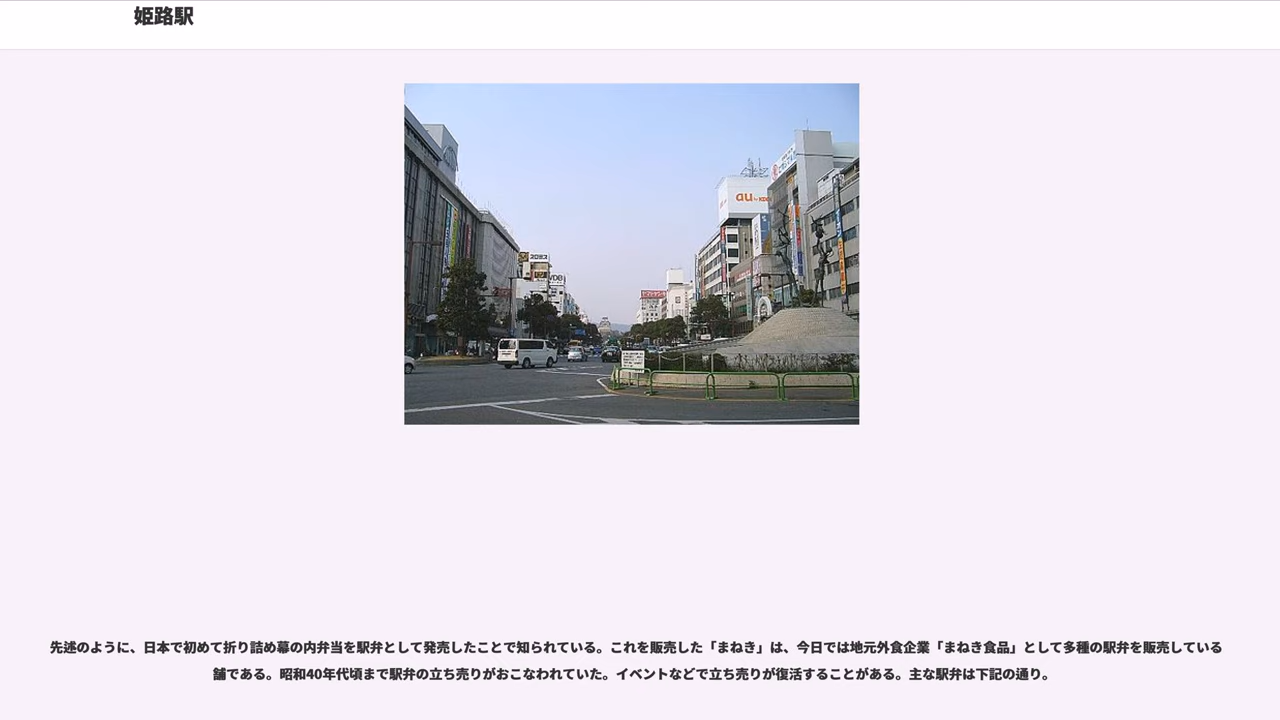 姫路駅
au by KDDI
先述のように、日本で初めて折り詰め幕の内弁当を駅弁として発売したことで知られている。これを販売した「まねき」は、今日では地元外食企業「まねき食品」として多種の駅弁を販売している
舗である。昭和40年代頃まで駅弁の立ち売りがおこなわれていた。イベントなどで立ち売りが復活することがある。主な駅弁は下記の通り。